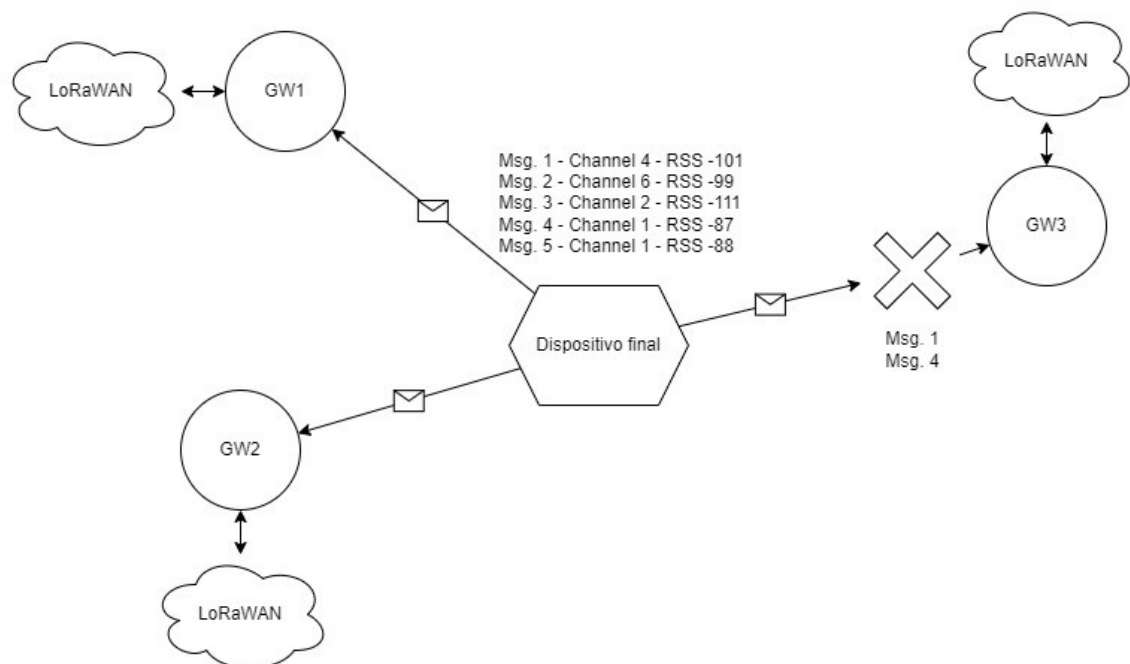 LoRaWAN
GW1
LoRaWAN
Msg. 1 - Channel 4 - RSS -101
Msg. 2 - Channel 6 - RSS -99
Msg. 3 - Channel 2 - RSS -111
Msg. 4 - Channel 1 - RSS -87
Msg. 5 - Channel 1 - RSS -88
GW3
Dispositivo final
Msg. 1
Msg. 4
GW2
LoRaWAN